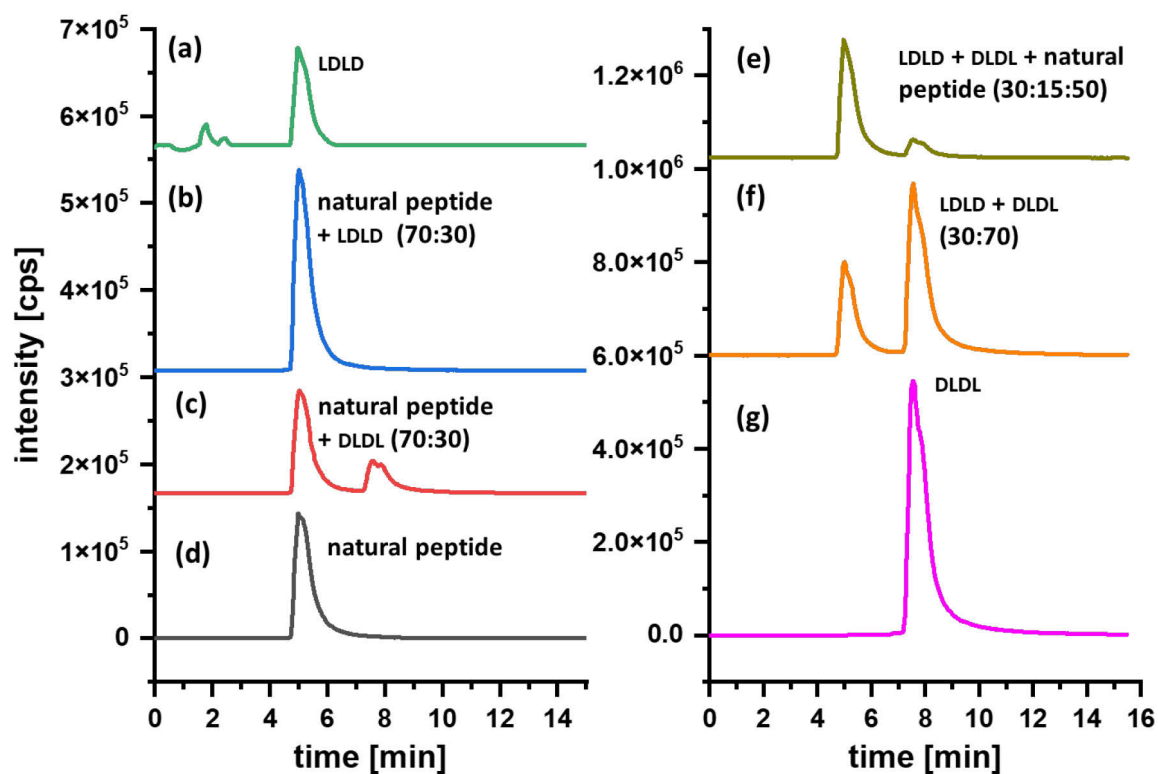 7×10⁵
6×10⁵
5×10⁵
4×10⁵
3×10⁵
2×10⁵
1×10⁵
0
intensity [cps]
(a)
LDLD
(b)
natural peptide
+ LDLD (70:30)
(c)
natural peptide
+ DLDL (70:30)
(d)
natural peptide
0 2 4 6 8 10 12 14
time [min]
1.2×10⁶
1.0×10⁶
8.0×10⁵
6.0×10⁵
4.0×10⁵
2.0×10⁵
0.0
(e)
LDLD + DLDL + natural
peptide (30:15:50)
(f)
LDLD + DLDL
(30:70)
(g)
DLDL
0 2 4 6 8 10 12 14 16
time [min]